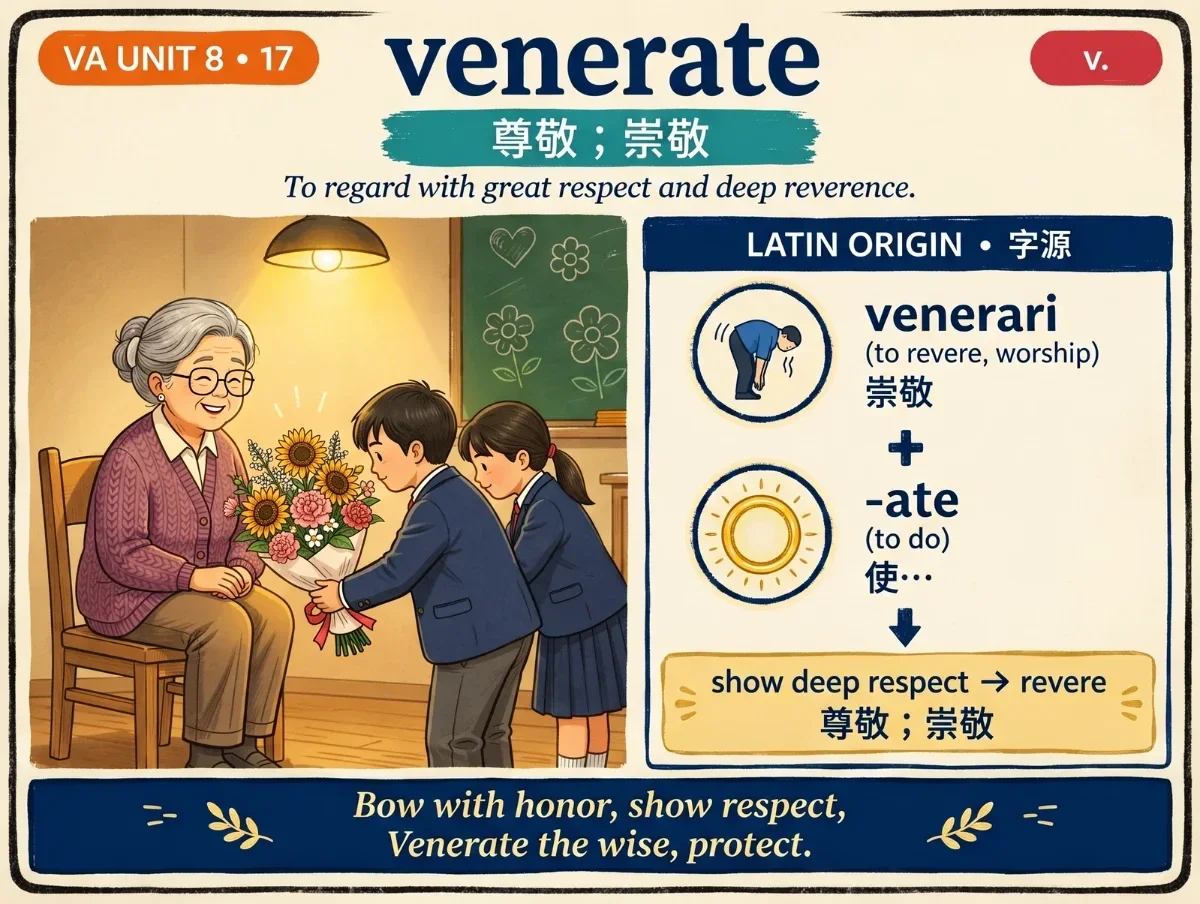 VA UNIT 8 • 17
venerate
v.
尊敬；崇敬
To regard with great respect and deep reverence.
LATIN ORIGIN • 字源
venerari
(to revere, worship)
崇敬
+
-ate
(to do)
使…
show deep respect → revere
尊敬；崇敬
Bow with honor, show respect,
Venerate the wise, protect.